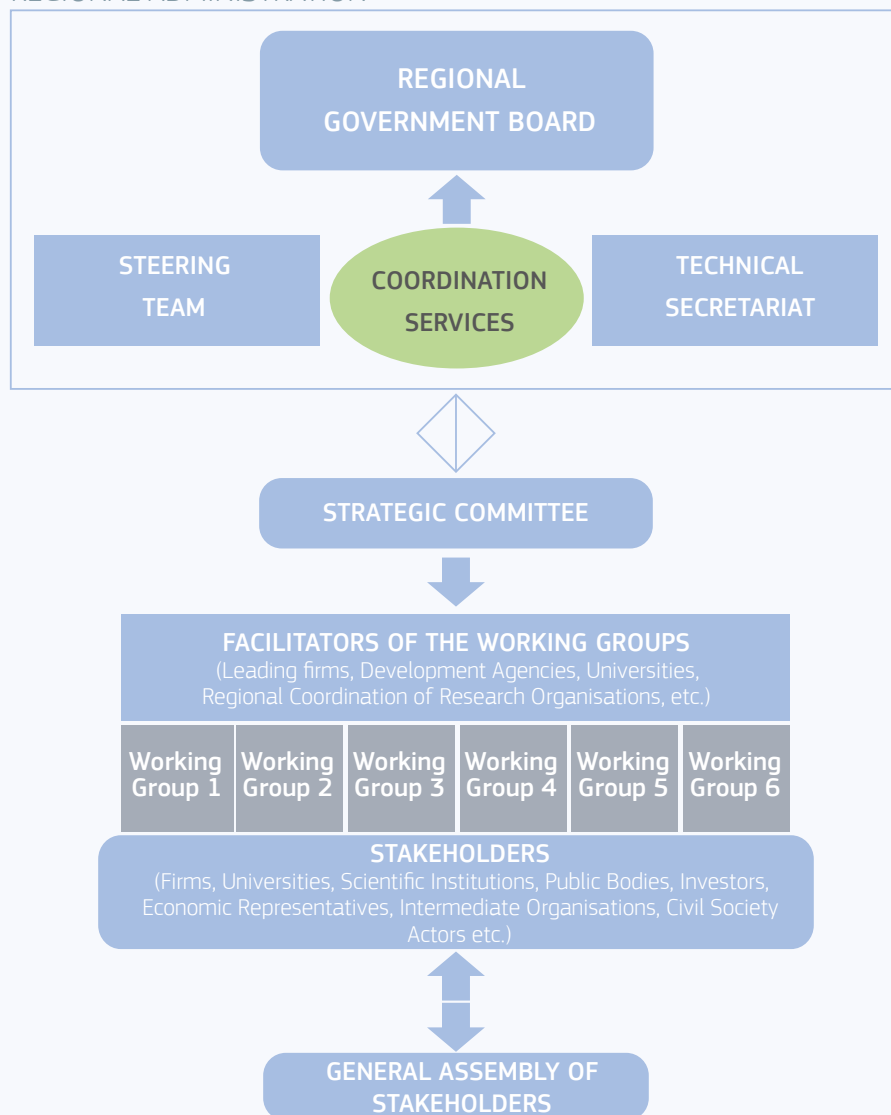 REGIONAL ADMINISTRATION
REGIONAL
GOVERNMENT BOARD
STEERING
TEAM
COORDINATION
SERVICES
TECHNICAL
SECRETARIAT
STRATEGIC COMMITTEE
FACILITATORS OF THE WORKING GROUPS
(Leading firms, Development Agencies, Universities,
Regional Coordination of Research Organisations, etc.)
Working
Group 1
Working
Group 2
Working
Group 3
Working
Group 4
Working
Group 5
Working
Group 6
STAKEHOLDERS
(Firms, Universities, Scientific Institutions, Public Bodies, Investors,
Economic Representatives, Intermediate Organisations, Civil Society
Actors etc.)
GENERAL ASSEMBLY OF
STAKEHOLDERS